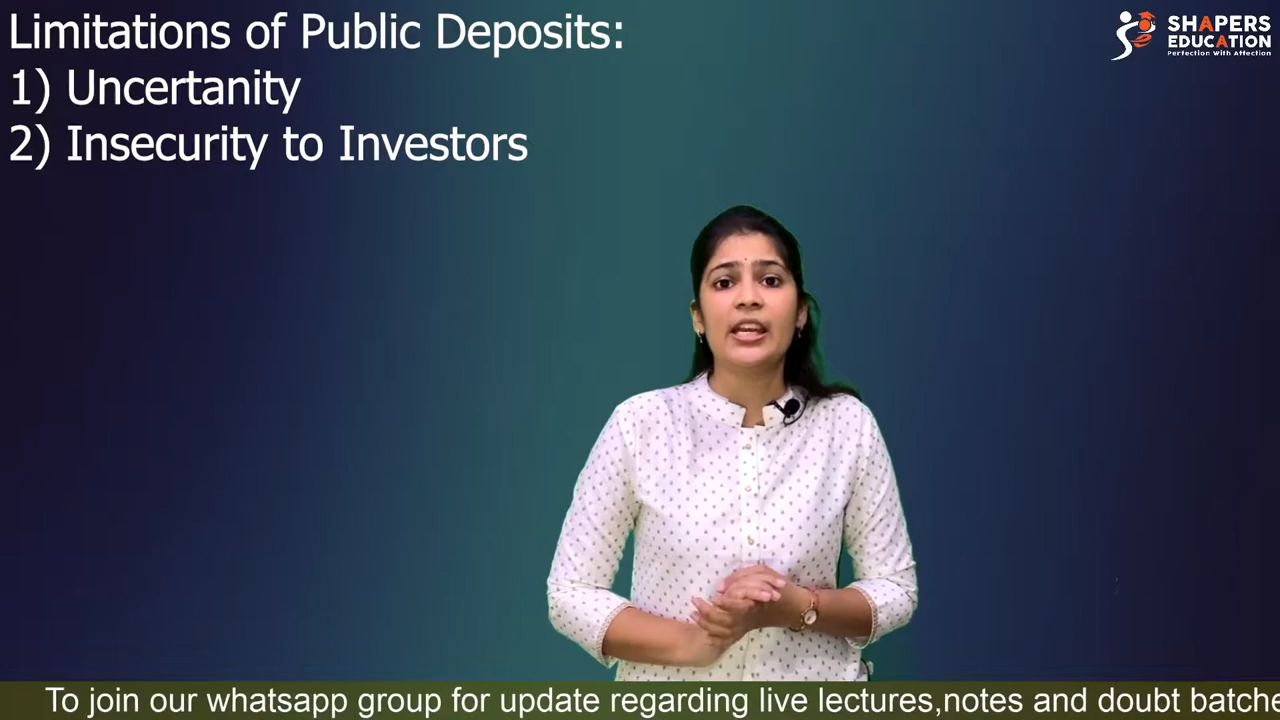 Limitations of Public Deposits:
1) Uncertanity
2) Insecurity to Investors
SHAPERS
EDUCATION
Perfection With Affection
To join our whatsapp group for update regarding live lectures,notes and doubt batche